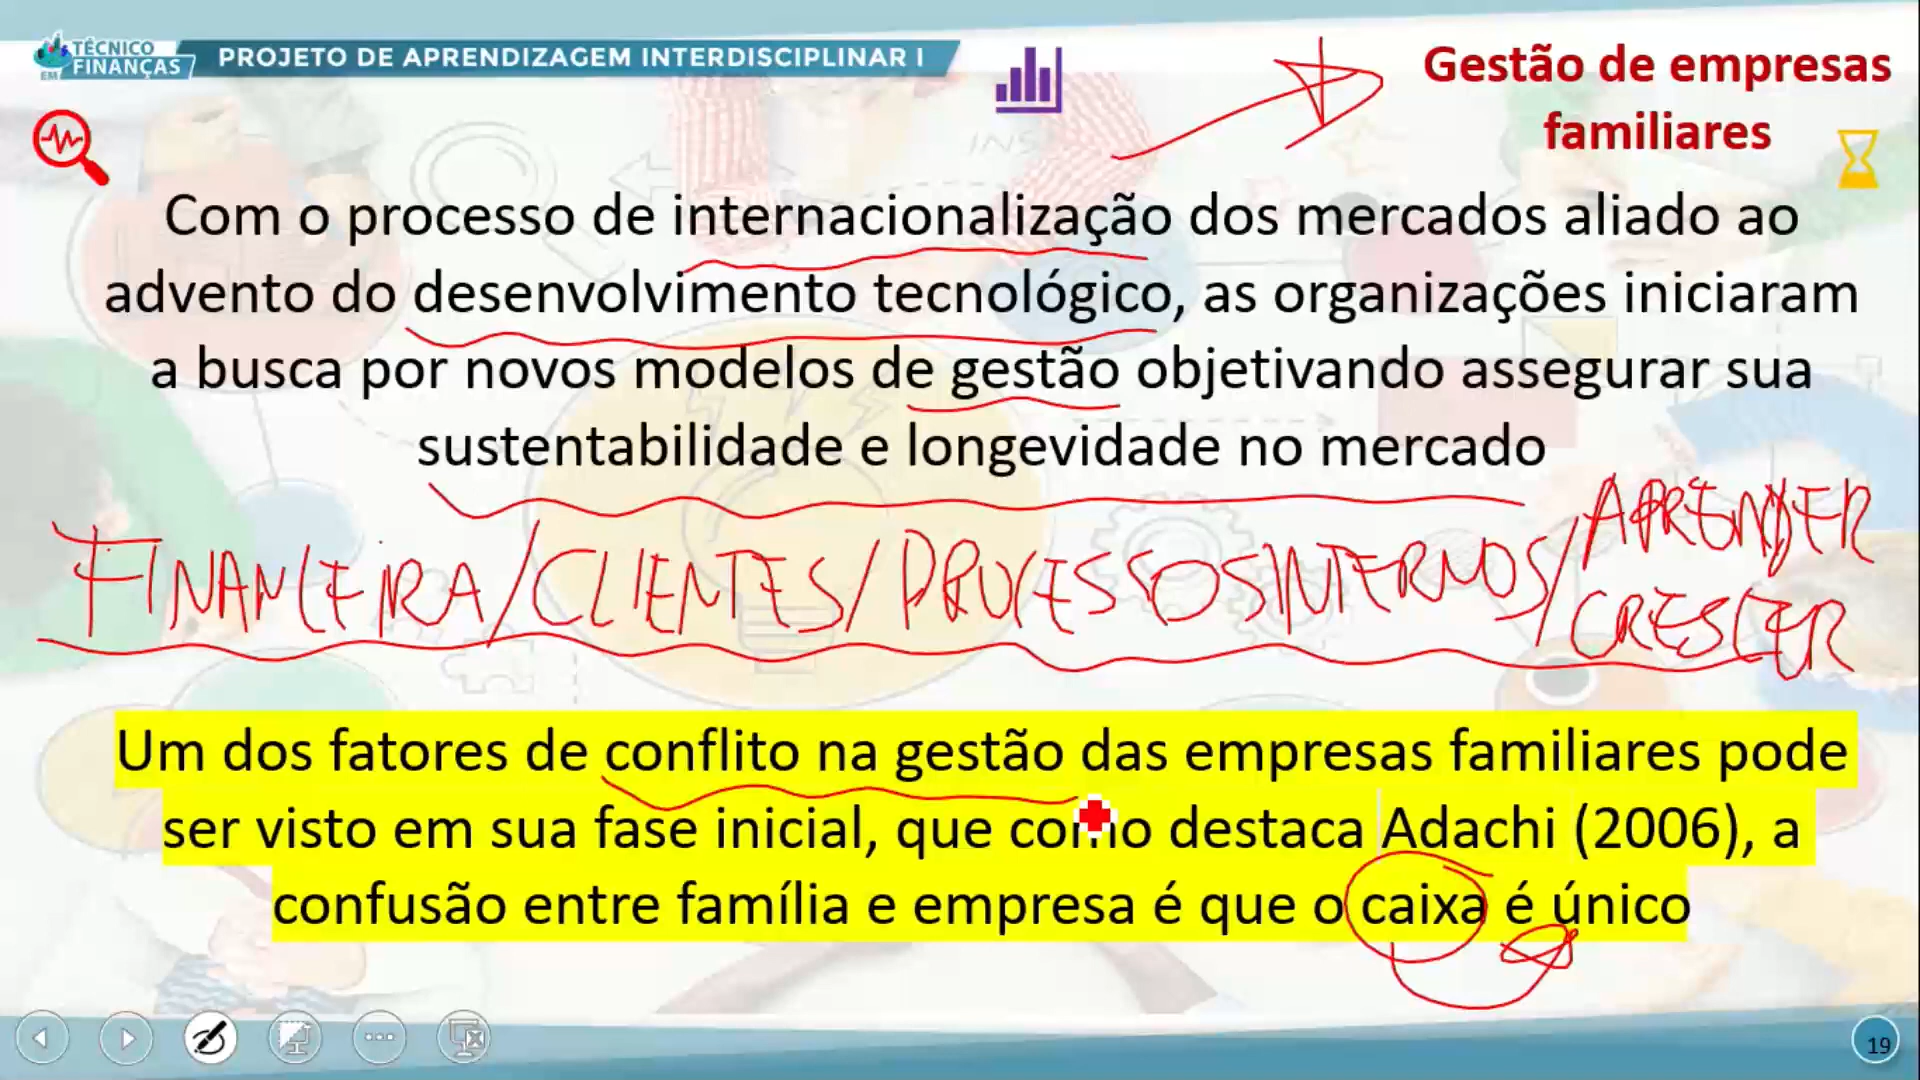 TÉCNICO
EM FINANÇAS
PROJETO DE APRENDIZAGEM INTERDISCIPLINAR I
Gestão de empresas
familiares
INS
Com o processo de internacionalização dos mercados aliado ao
advento do desenvolvimento tecnológico, as organizações iniciaram
a busca por novos modelos de gestão objetivando assegurar sua
sustentabilidade e longevidade no mercado
FINANCEIRA/CLIENTES/PROCESSOS INTERNOS/APRENDER
CRESCER
Um dos fatores de conflito na gestão das empresas familiares pode
ser visto em sua fase inicial, que como destaca Adachi (2006), a
confusão entre família e empresa é que o caixa é único
19